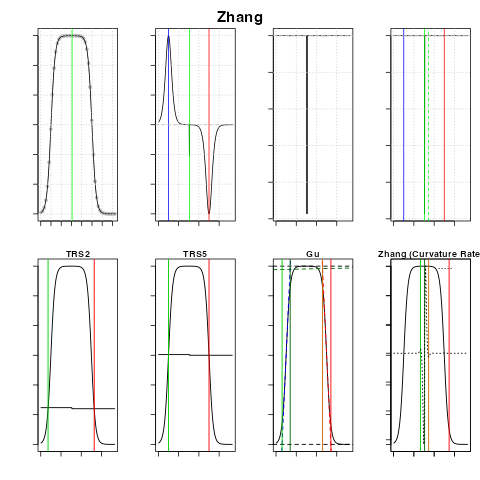 Zhang
TRS2
TRS5
Gu
Zhang (Curvature Rate